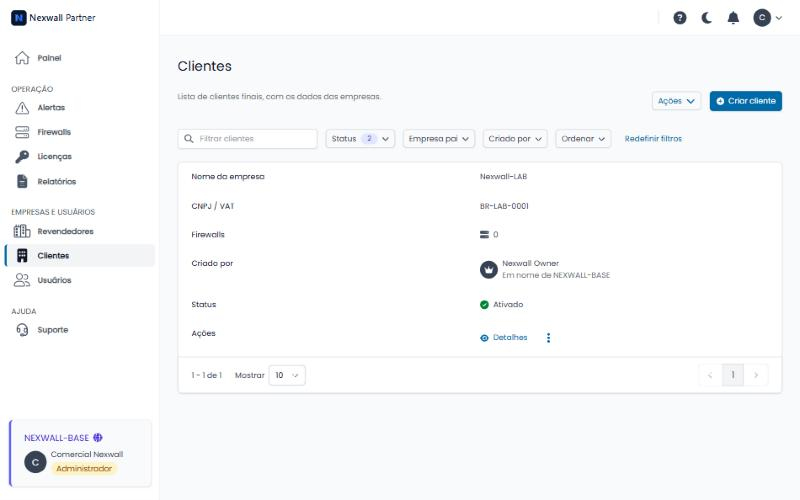 N Nexwall Partner
C
Painel
Clientes
Lista de clientes finais, com os dados das empresas.
Ações
Criar cliente
OPERAÇÃO
Alertas
Firewalls
Licenças
Relatórios
Filtrar clientes
Status 2
Empresa pai
Criado por
Ordenar
Redefinir filtros
Nome da empresa
Nexwall-LAB
CNPJ / VAT
BR-LAB-0001
Firewalls
0
Criado por
Nexwall Owner
Em nome de NEXWALL-BASE
Status
Ativado
Ações
Detalhes
1 - 1 de 1
Mostrar
10
1
EMPRESAS E USUÁRIOS
Revendedores
Clientes
Usuários
AJUDA
Suporte
NEXWALL-BASE
C
Comercial Nexwall
Administrador